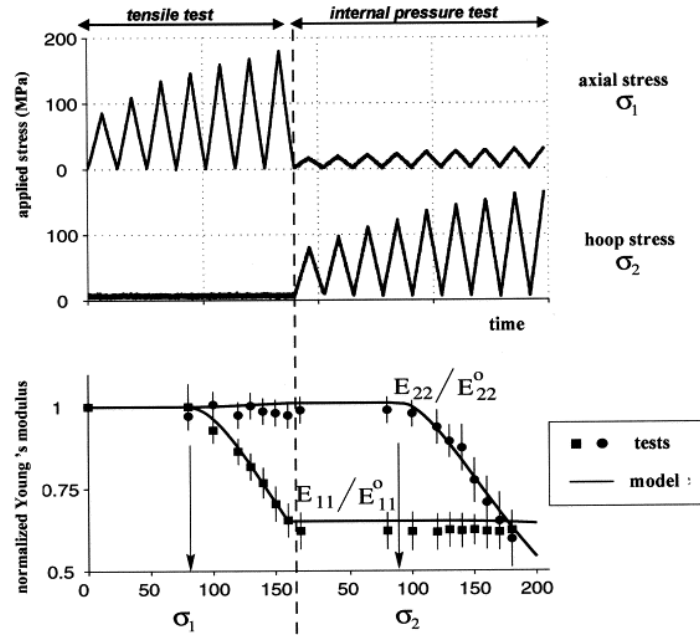 tensile test internal pressure test
applied stress (MPa)
200
100
0
axial stress
σ1
100
0
hoop stress
σ2
time
normalized Young 's modulus
1
0.75
0.5
E22/E°22
E11/E°11
0 50 100 150 50 100 150 200
σ1 σ2
tests
model :